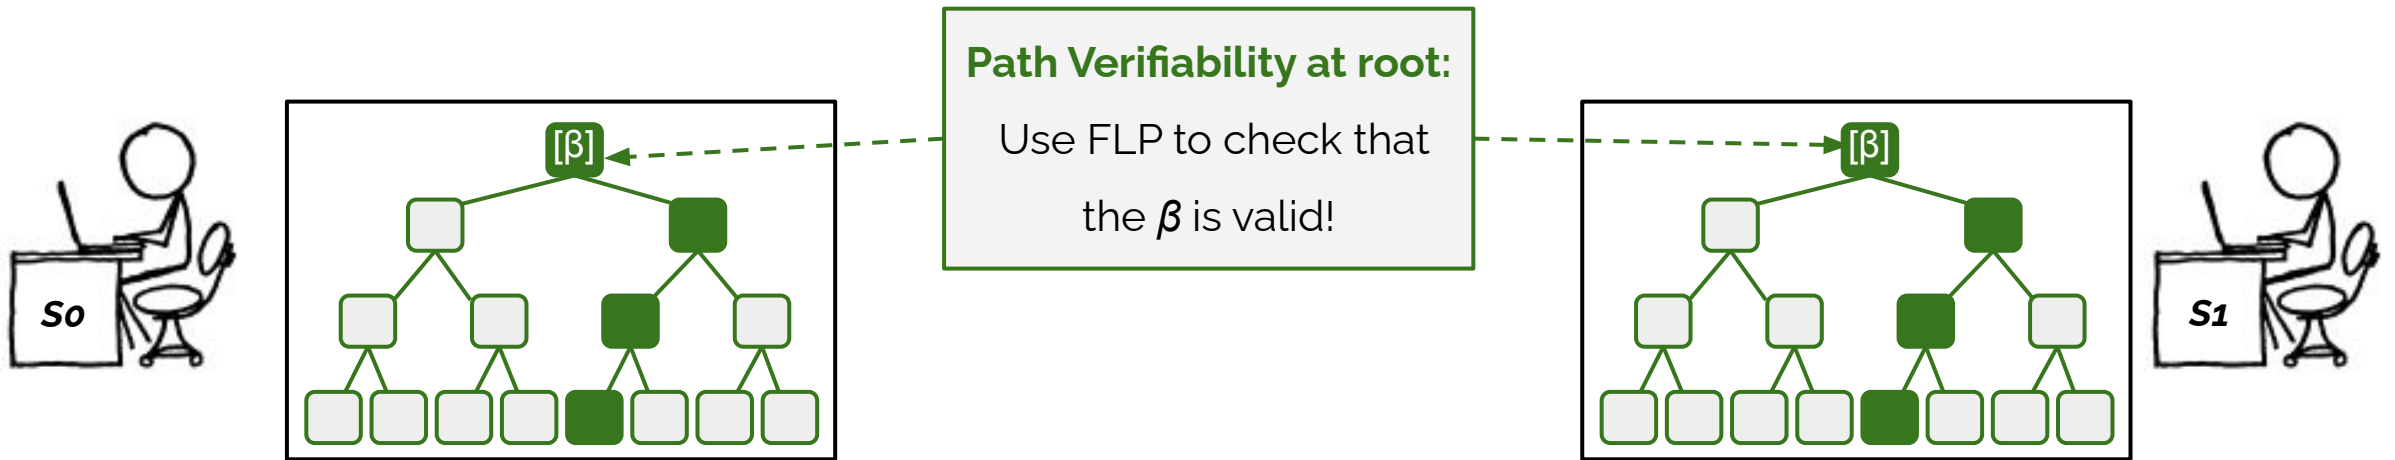 Path Verifiability at root:
Use FLP to check that
the β is valid!
[β]
[β]
S0
S1